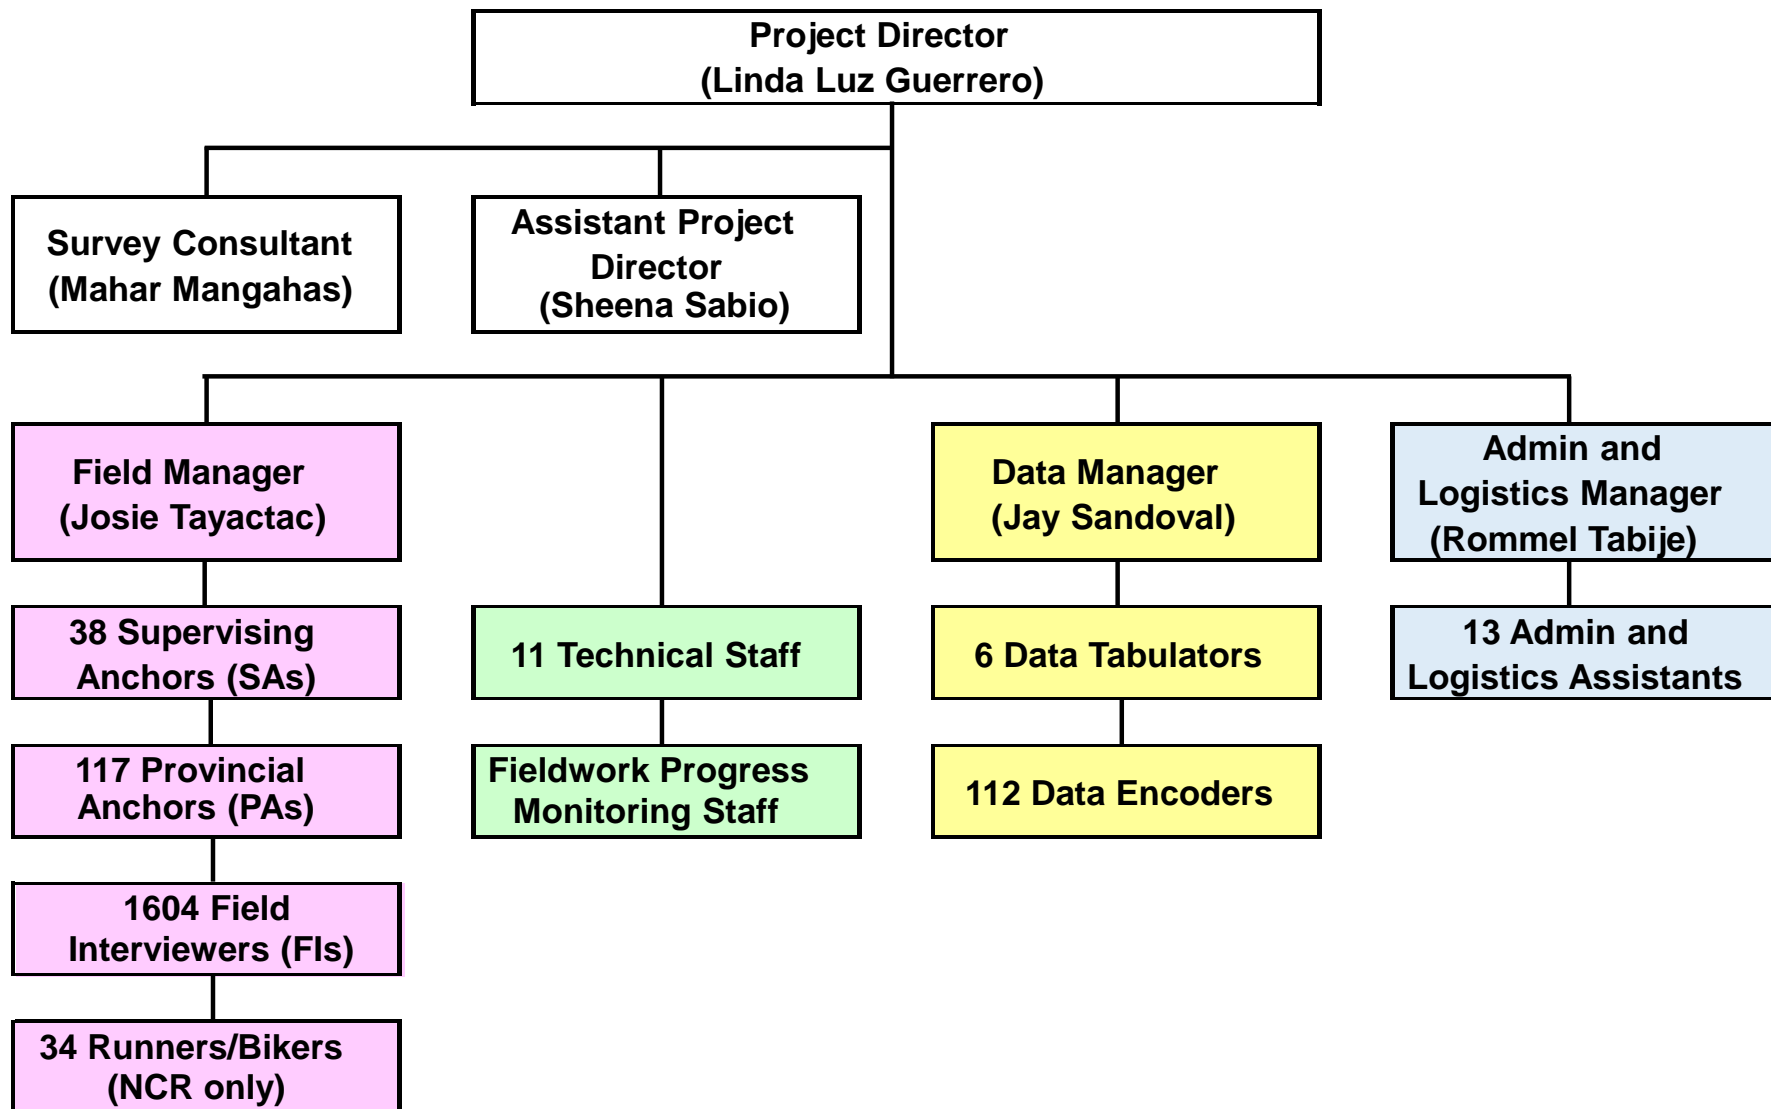 Project Director
(Linda Luz Guerrero)
Survey Consultant
(Mahar Mangahas)
Assistant Project
Director
(Sheena Sabio)
Field Manager
(Josie Tayactac)
Data Manager
(Jay Sandoval)
Admin and
Logistics Manager
(Rommel Tabije)
38 Supervising
Anchors (SAs)
11 Technical Staff
6 Data Tabulators
13 Admin and
Logistics Assistants
117 Provincial
Anchors (PAs)
Fieldwork Progress
Monitoring Staff
112 Data Encoders
1604 Field
Interviewers (FIs)
34 Runners/Bikers
(NCR only)